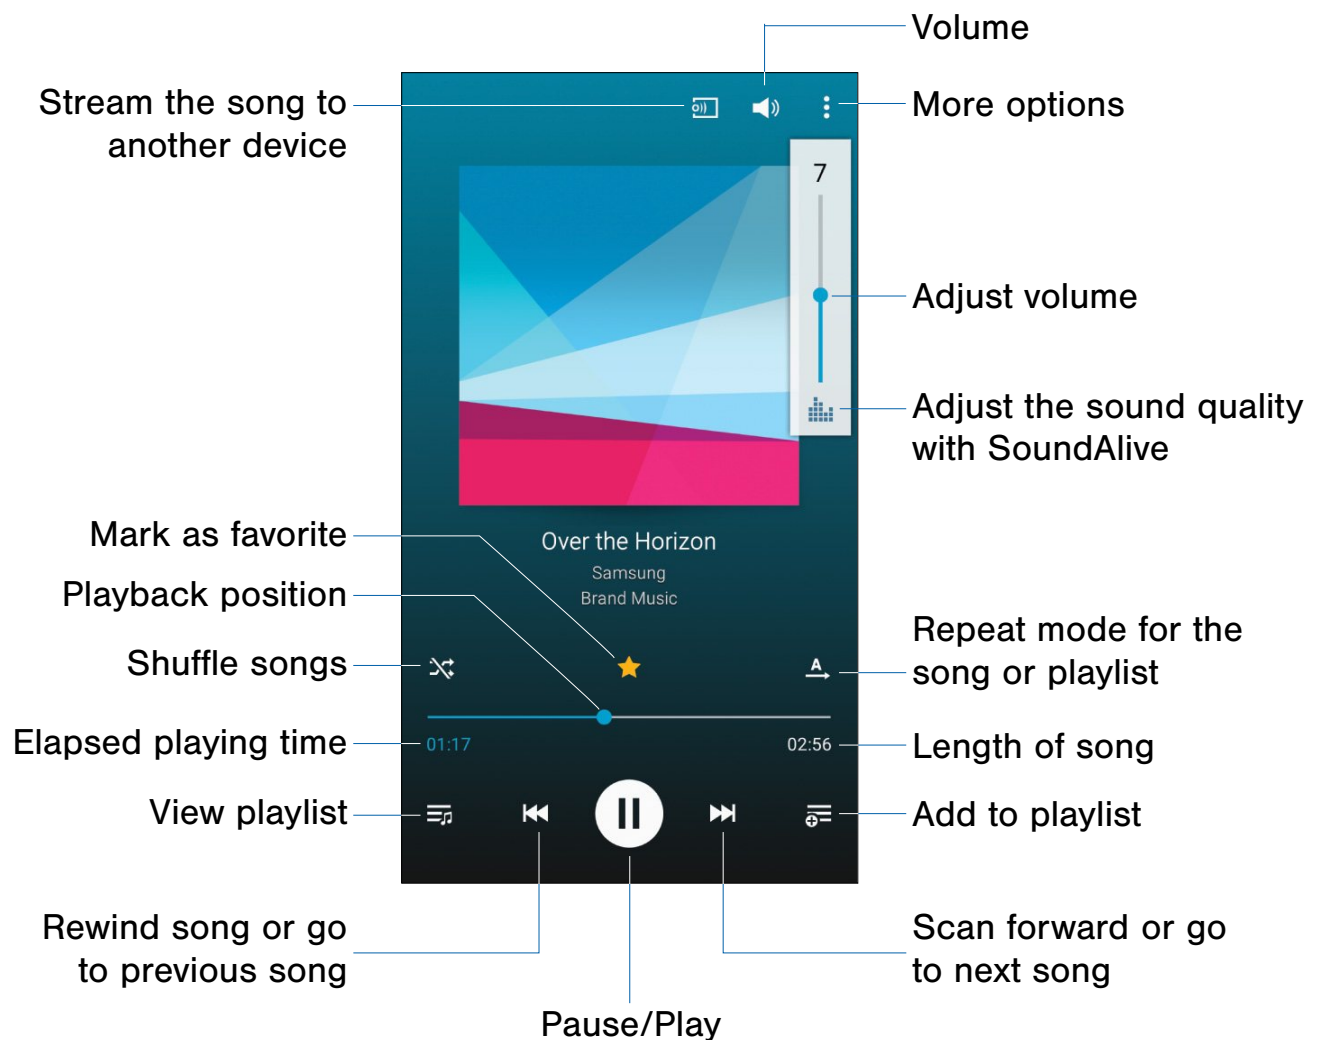 Volume
Stream the song to
another device
More options
7
Adjust volume
Adjust the sound quality
with SoundAlive
Mark as favorite
Over the Horizon
Samsung
Brand Music
Playback position
Shuffle songs
A
Repeat mode for the
song or playlist
Elapsed playing time
01:17
02:56
Length of song
View playlist
Add to playlist
Rewind song or go
to previous song
Scan forward or go
to next song
Pause/Play